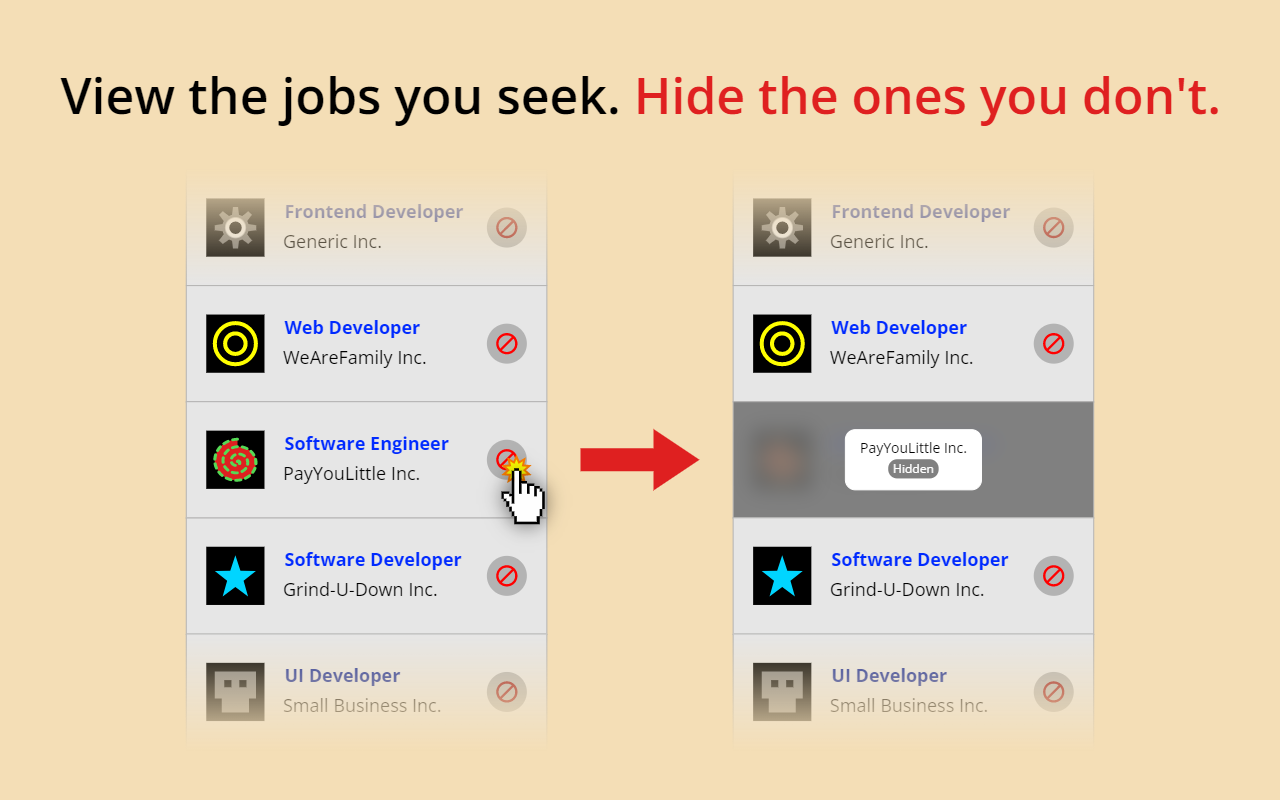 View the jobs you seek. Hide the ones you don't.
Frontend Developer
Generic Inc.
Web Developer
WeAreFamily Inc.
Software Engineer
PayYouLittle Inc.
Software Developer
Grind-U-Down Inc.
UI Developer
Small Business Inc.
Frontend Developer
Generic Inc.
Web Developer
WeAreFamily Inc.
PayYouLittle Inc.
Hidden
Software Developer
Grind-U-Down Inc.
UI Developer
Small Business Inc.